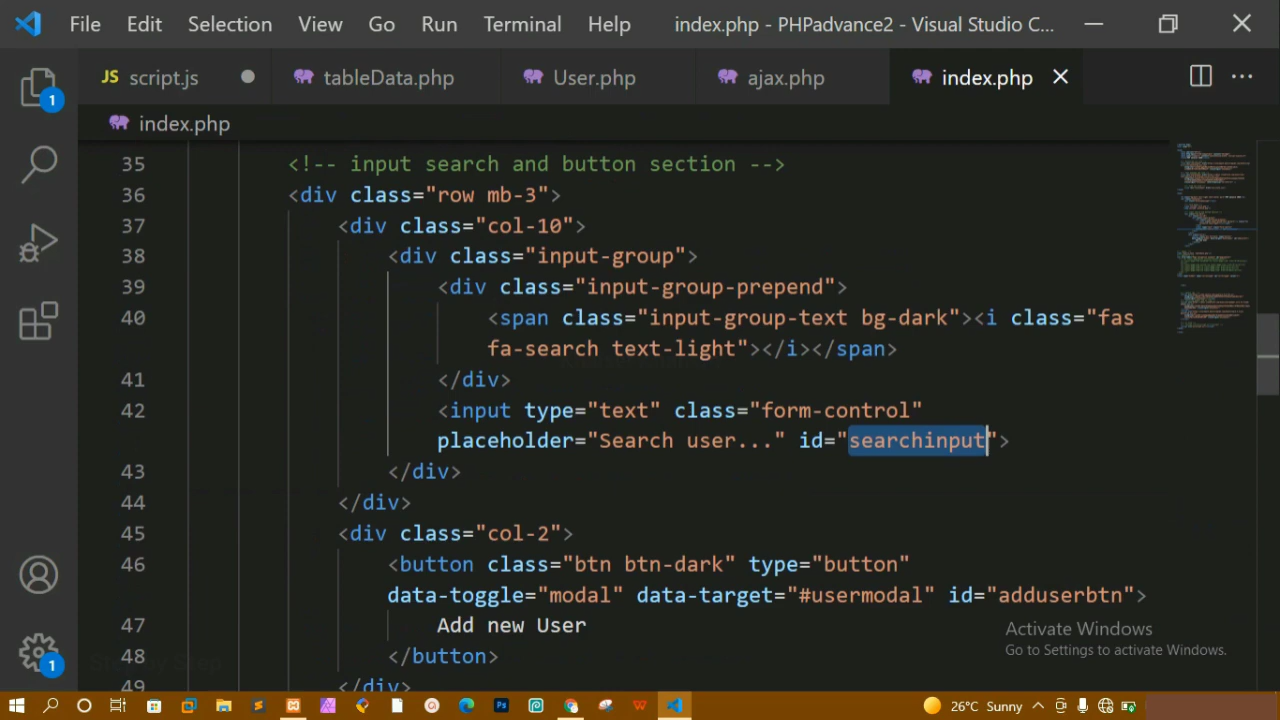 File Edit Selection View Go Run Terminal Help index.php - PHPadvance2 - Visual Studio C...
JS script.js tableData.php User.php ajax.php index.php
1
index.php
35 <!-- input search and button section -->
36 <div class="row mb-3">
37 <div class="col-10">
38 <div class="input-group">
39 <div class="input-group-prepend">
40 <span class="input-group-text bg-dark"><i class="fas
fa-search text-light"></i></span>
41 </div>
42 <input type="text" class="form-control"
placeholder="Search user..." id="searchinput">
43 </div>
44 </div>
45 <div class="col-2">
46 <button class="btn btn-dark" type="button"
data-toggle="modal" data-target="#usermodal" id="adduserbtn">
47 Add new User
48 </button>
49 </div>
1
Activate Windows
Go to Settings to activate Windows.
Ps
26°C Sunny